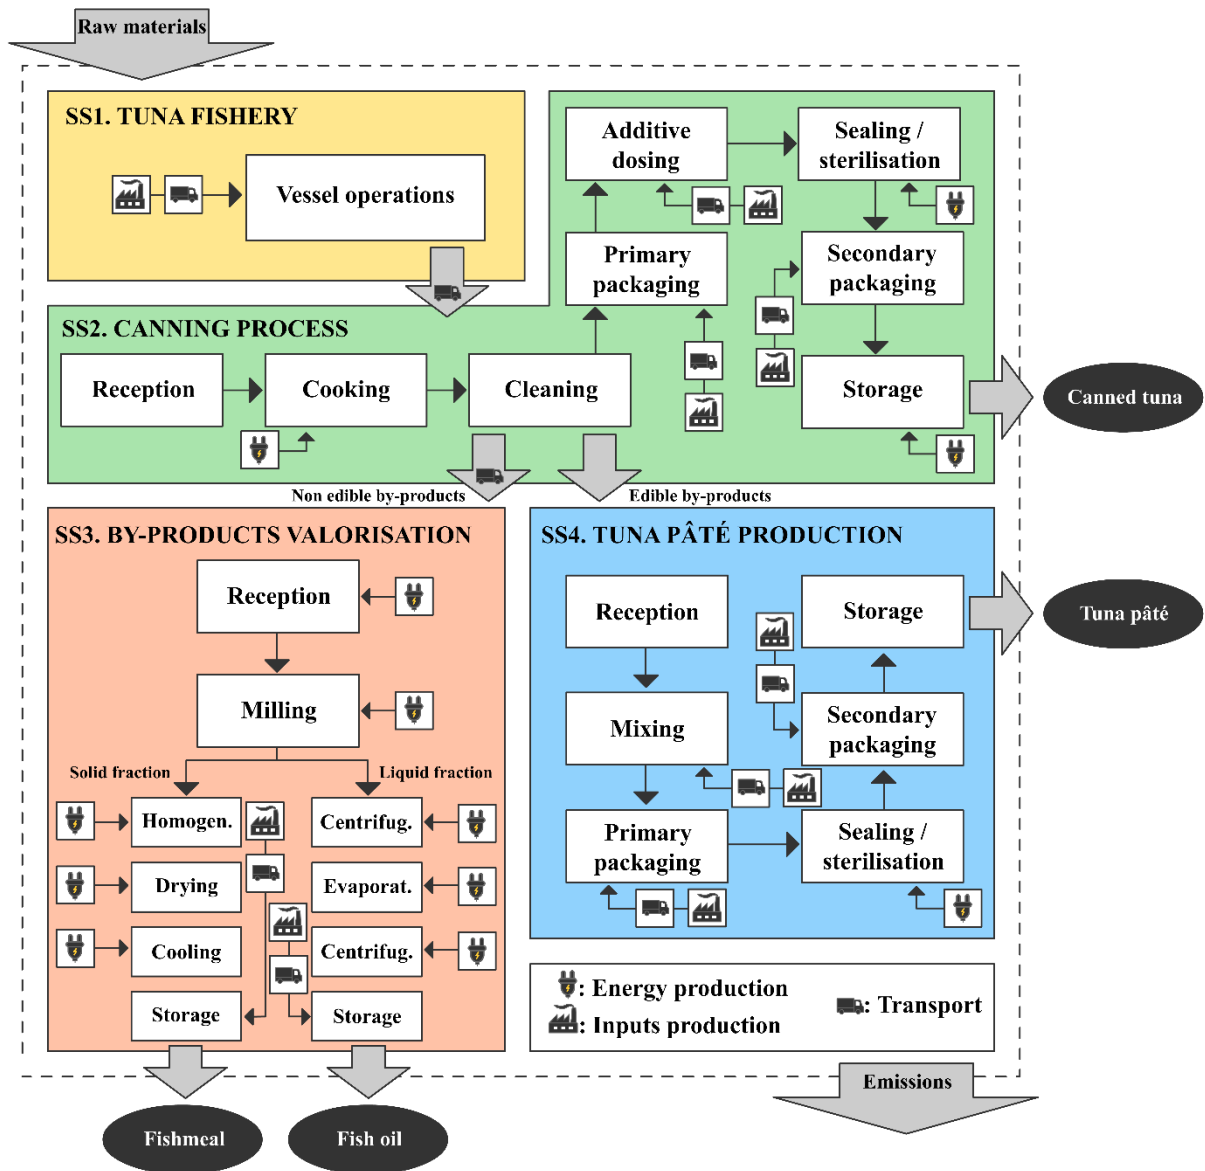 Raw materials
SS1. TUNA FISHERY
Vessel operations
Additive
dosing
Sealing /
sterilisation
Primary
packaging
Secondary
packaging
SS2. CANNING PROCESS
Reception
Cooking
Cleaning
Storage
Canned tuna
Non edible by-products
Edible by-products
SS3. BY-PRODUCTS VALORISATION
Reception
Milling
Solid fraction
Liquid fraction
Homogen.
Centrifug.
Drying
Evaporat.
Cooling
Centrifug.
Storage
Storage
SS4. TUNA PÂTÉ PRODUCTION
Reception
Storage
Mixing
Secondary
packaging
Primary
packaging
Sealing /
sterilisation
Tuna pâté
: Energy production
: Inputs production
: Transport
Emissions
Fishmeal
Fish oil